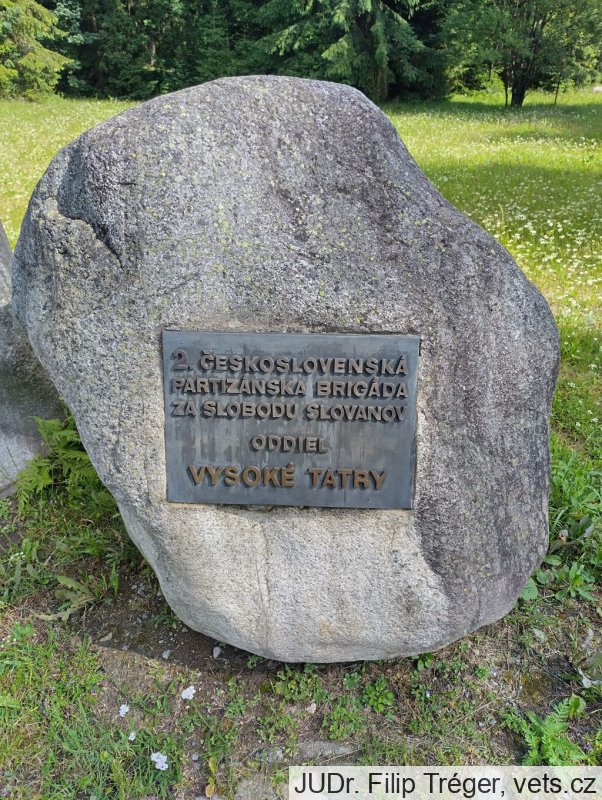 2. ČESKOSLOVENSKÁ
PARTIZÁNSKA BRIGÁDA
ZA SLOBODU SLOVANOV
ODDIEL
VYSOKÉ TATRY
JUDr. Filip Tréger, vets.cz